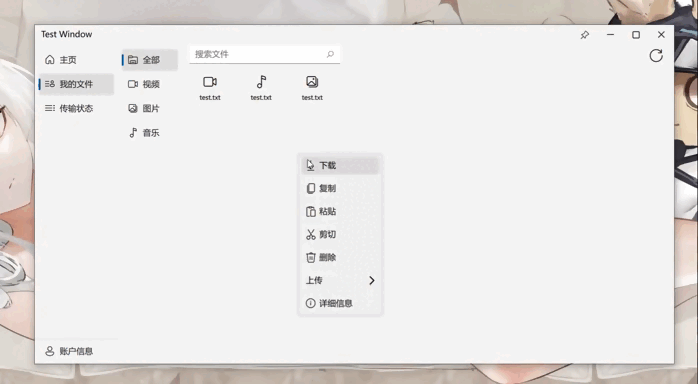 Test Window
主页
我的文件
传输状态
账户信息
全部
视频
图片
音乐
搜索文件
test.txt
test.txt
test.txt
下载
复制
粘贴
剪切
删除
上传
详细信息